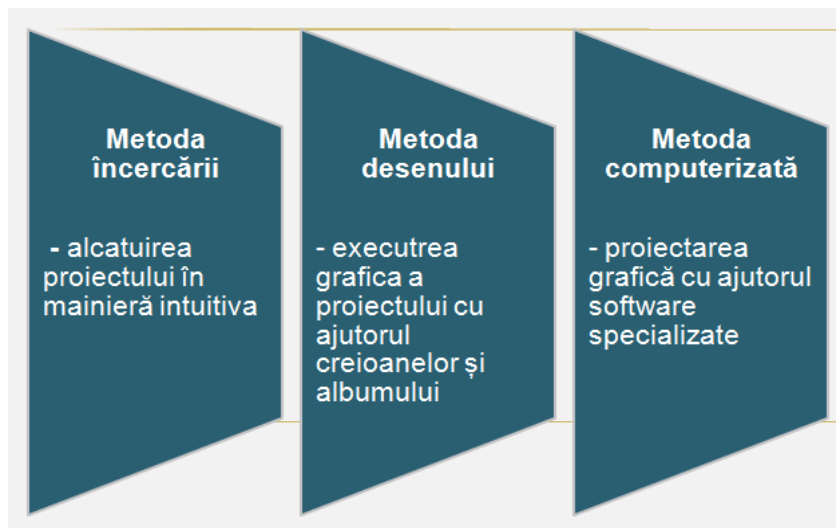 Metoda
încercării
- alcatuirea
proiectului în
mainieră intuitiva
Metoda
desenului
- executrea
grafica a
proiectului cu
ajutorul
creioanelor și
albumului
Metoda
computerizată
- proiectarea
grafică cu ajutorul
software
specializate